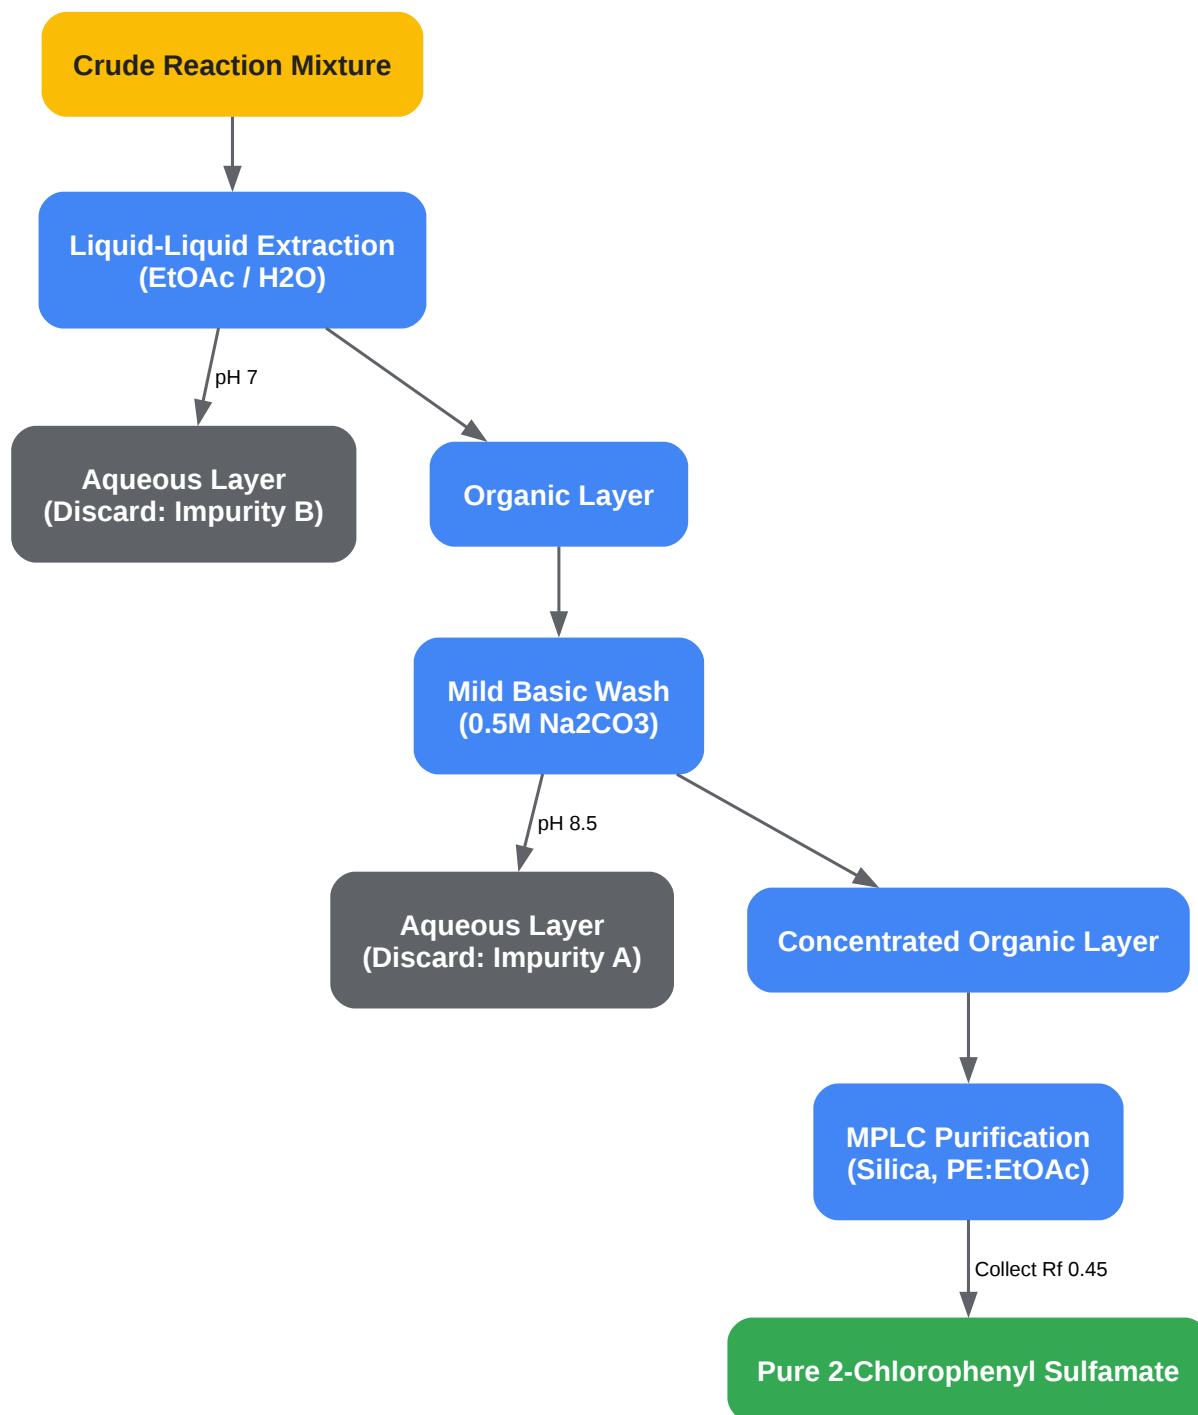 Crude Reaction Mixture
Liquid-Liquid Extraction
(EtOAc / H2O)
pH 7
Aqueous Layer
(Discard: Impurity B)
Organic Layer
Mild Basic Wash
(0.5M Na2CO3)
pH 8.5
Aqueous Layer
(Discard: Impurity A)
Concentrated Organic Layer
MPLC Purification
(Silica, PE:EtOAc)
Collect Rf 0.45
Pure 2-Chlorophenyl Sulfamate